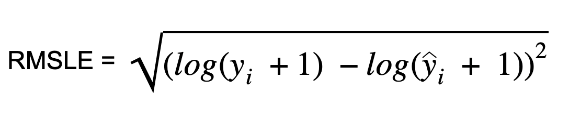 RMSLE = √(log(yᵢ + 1) − log(ŷᵢ + 1))²